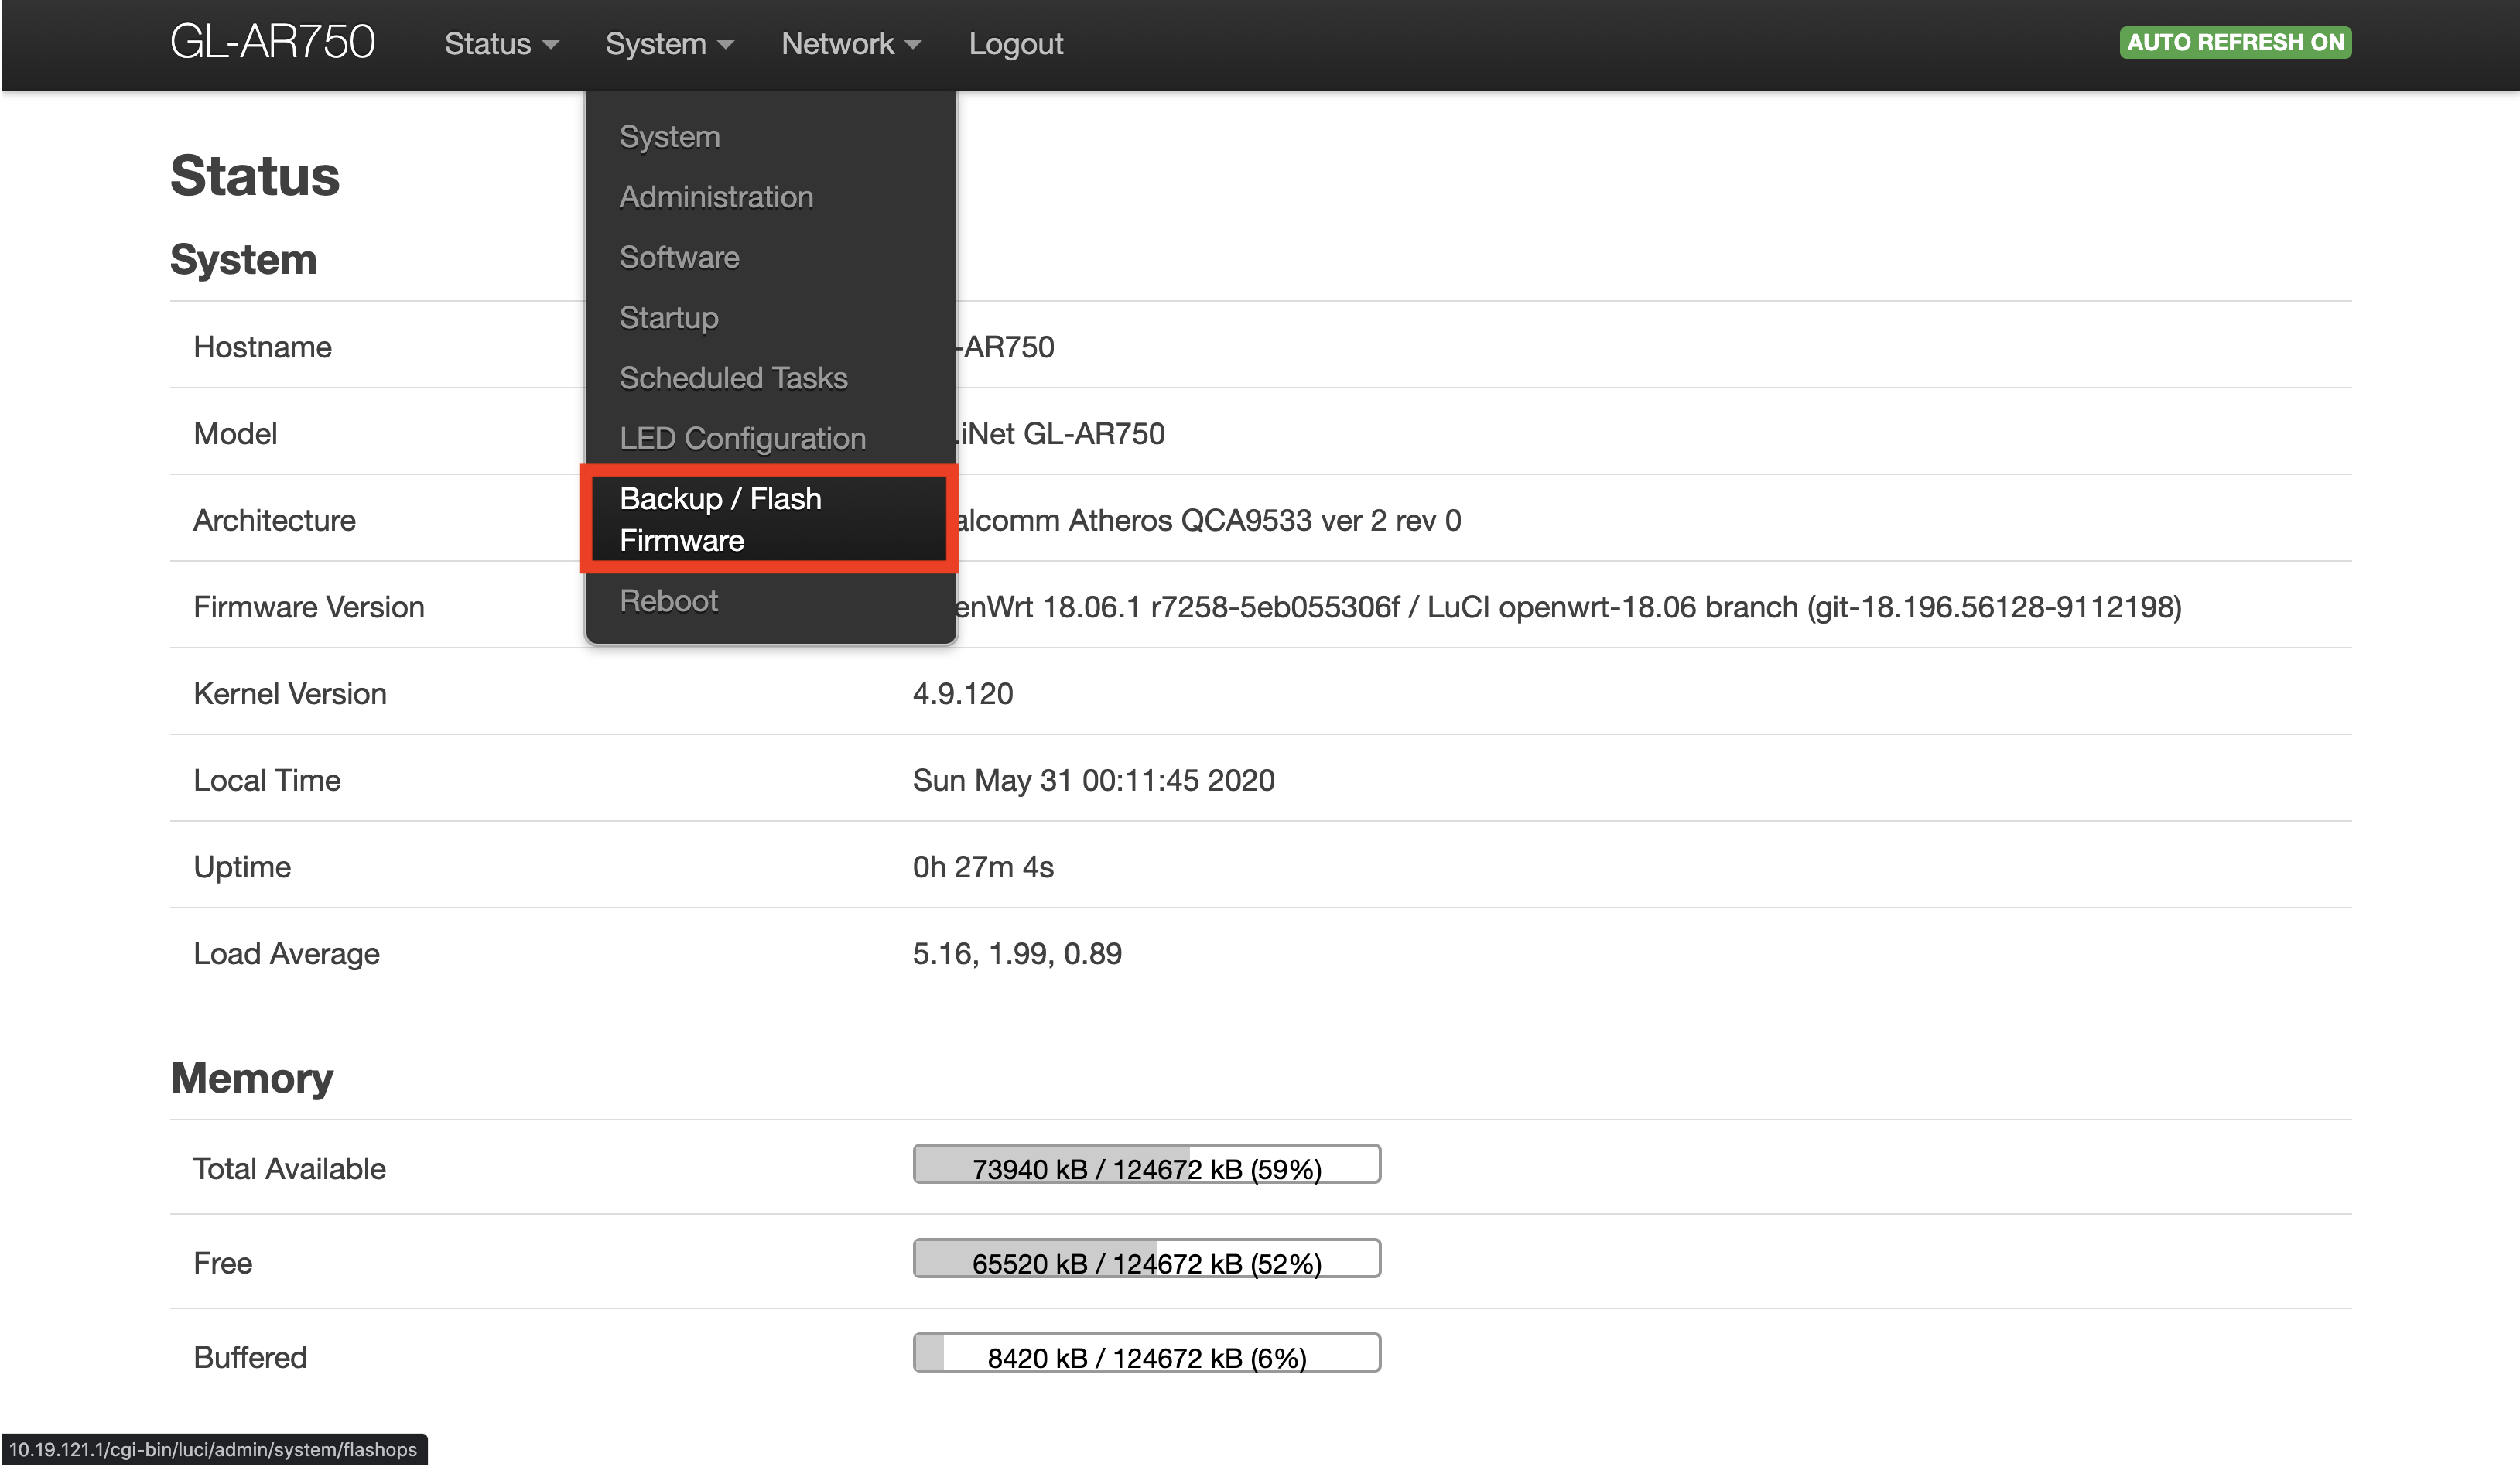 GL-AR750 Status System Network Logout AUTO REFRESH ON
System
Administration
Software
Startup
Scheduled Tasks
LED Configuration
Backup / Flash
Firmware
Reboot
Status
System
Hostname -AR750
Model .iNet GL-AR750
Architecture alcomm Atheros QCA9533 ver 2 rev 0
Firmware Version enWrt 18.06.1 r7258-5eb055306f / LuCI openwrt-18.06 branch (git-18.196.56128-9112198)
Kernel Version 4.9.120
Local Time Sun May 31 00:11:45 2020
Uptime 0h 27m 4s
Load Average 5.16, 1.99, 0.89
Memory
Total Available 73940 kB / 124672 kB (59%)
Free 65520 kB / 124672 kB (52%)
Buffered 8420 kB / 124672 kB (6%)
10.19.121.1/cgi-bin/luci/admin/system/flashops